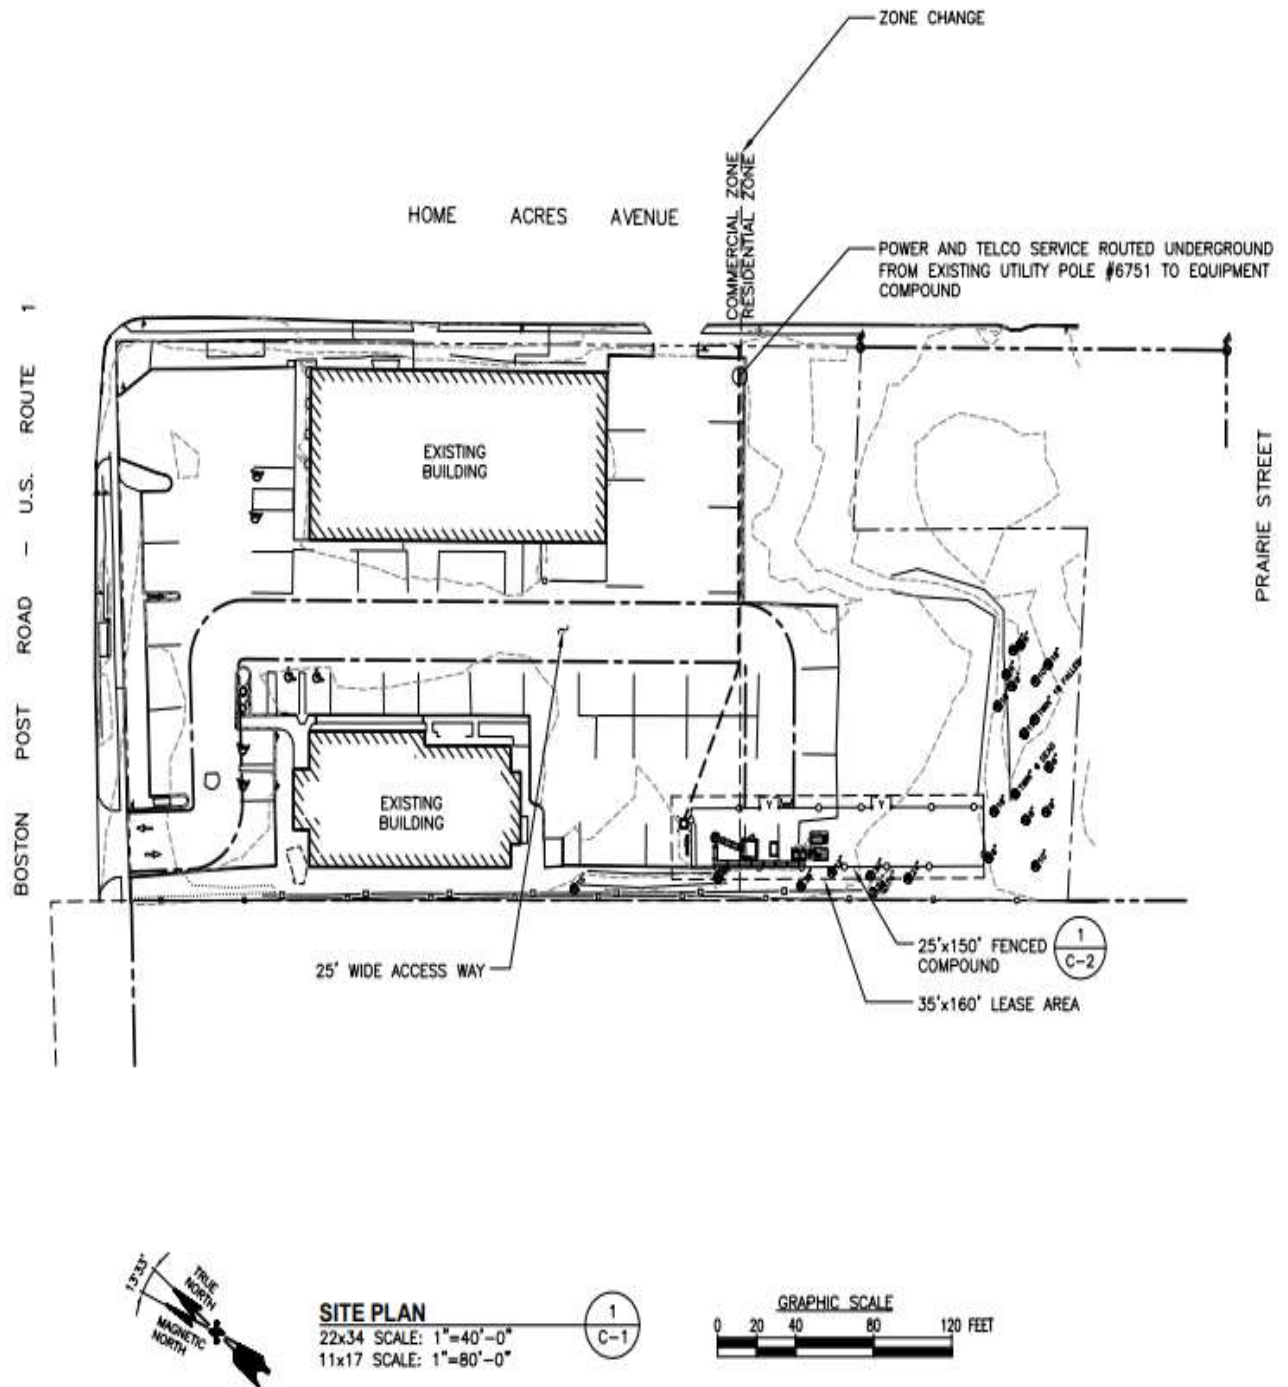 ZONE CHANGE
COMMERCIAL ZONE
RESIDENTIAL ZONE
HOME ACRES AVENUE
POWER AND TELCO SERVICE ROUTED UNDERGROUND
FROM EXISTING UTILITY POLE #6751 TO EQUIPMENT
COMPOUND
BOSTON POST ROAD – U.S. ROUTE 1
PRAIRIE STREET
EXISTING
BUILDING
EXISTING
BUILDING
Y
Y
25' WIDE ACCESS WAY
25'x150' FENCED
COMPOUND
1
C-2
35'x160' LEASE AREA
13°33'
TRUE
NORTH
MAGNETIC
NORTH
SITE PLAN
22x34 SCALE: 1"=40'-0"
11x17 SCALE: 1"=80'-0"
1
C-1
GRAPHIC SCALE
0 20 40 80 120 FEET